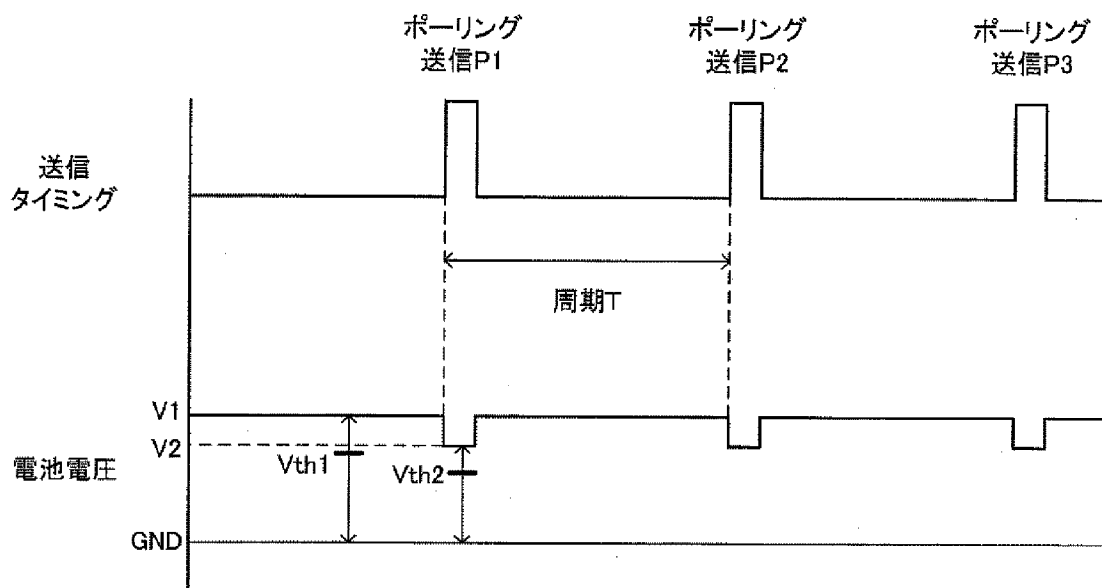 ポーリング
送信P1
ポーリング
送信P2
ポーリング
送信P3
送信
タイミング
周期T
V1
V2
Vth1
Vth2
電池電圧
GND